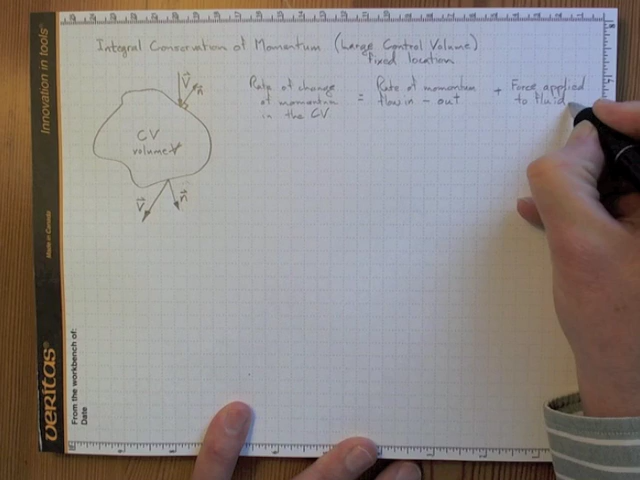 Integral Conservation of Momentum (Large Control Volume)
fixed location
Rate of change
of momentum
in the CV
=
Rate of momentum
flow in - out
+
Force applied
to fluid
V n
CV
volume V
V n
Innovation in tools
Made in Canada
veritas
From the workbench of:
Date